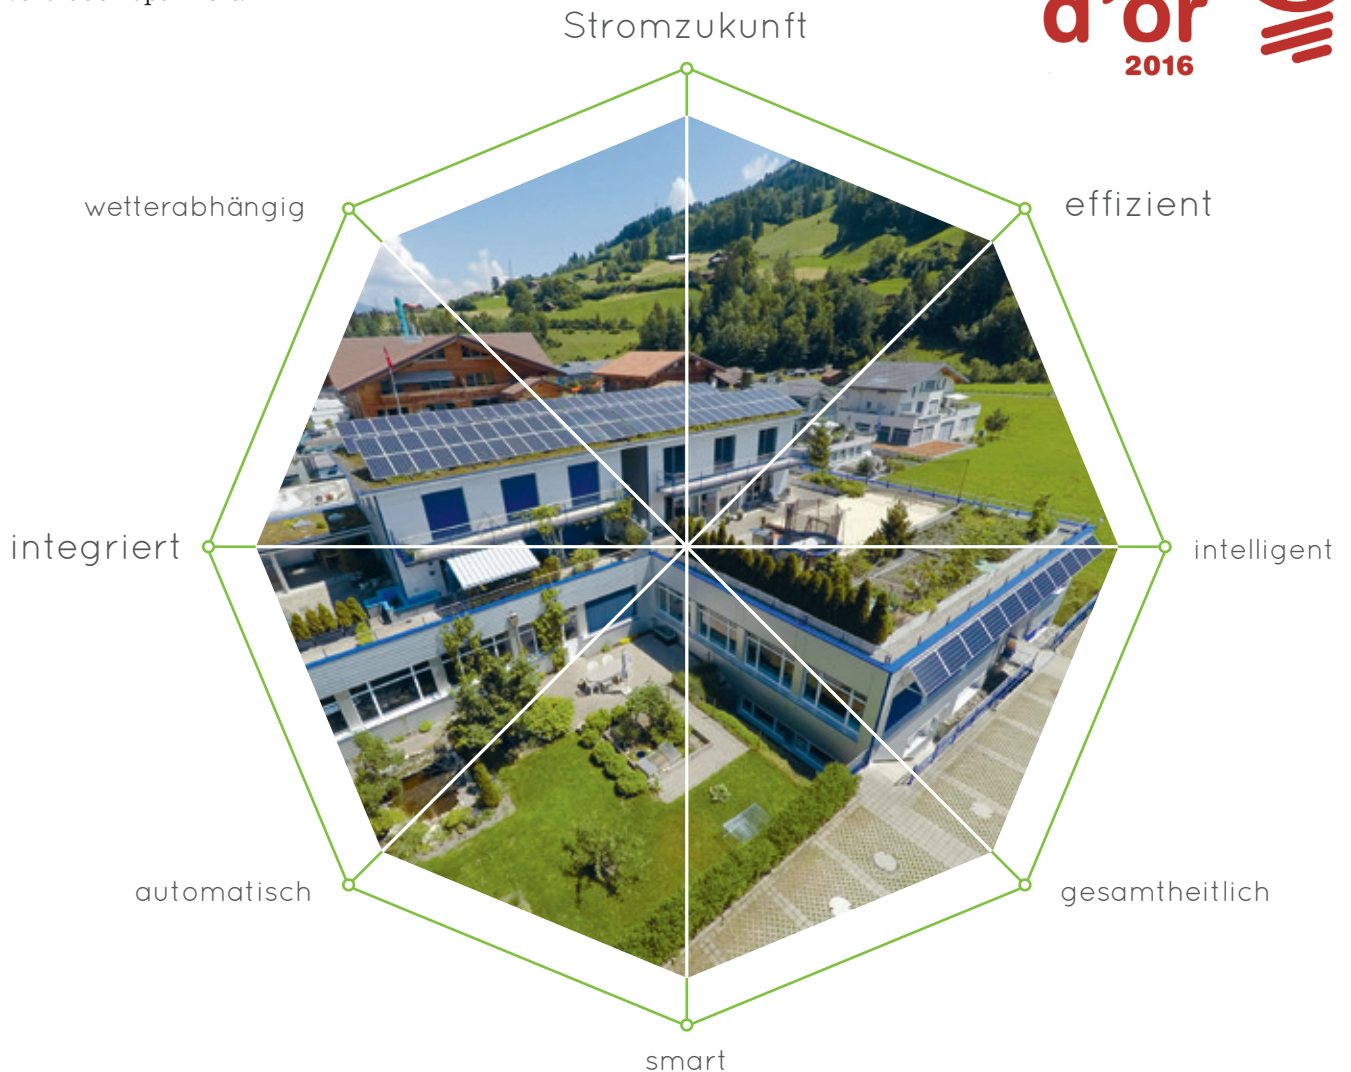 d'or
2016
Stromzukunft
wetterabhängig
effizient
integriert
intelligent
automatisch
gesamtheitlich
smart